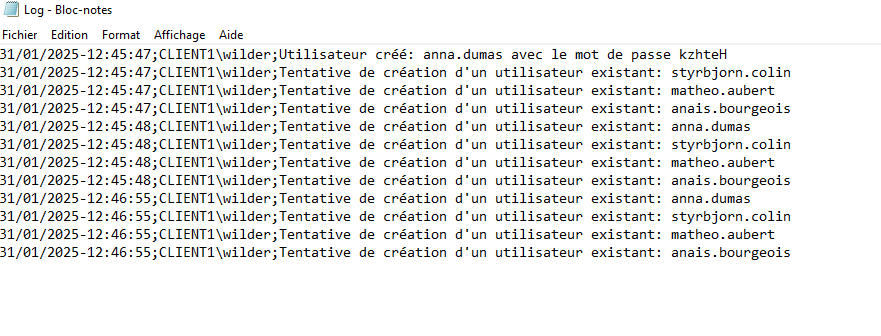 Log - Bloc-notes
Fichier Edition Format Affichage Aide
31/01/2025-12:45:47;CLIENT1\wilder;Utilisateur créé: anna.dumas avec le mot de passe kzhteH
31/01/2025-12:45:47;CLIENT1\wilder;Tentative de création d'un utilisateur existant: styrbjorn.colin
31/01/2025-12:45:47;CLIENT1\wilder;Tentative de création d'un utilisateur existant: matheo.aubert
31/01/2025-12:45:47;CLIENT1\wilder;Tentative de création d'un utilisateur existant: anais.bourgeois
31/01/2025-12:45:48;CLIENT1\wilder;Tentative de création d'un utilisateur existant: anna.dumas
31/01/2025-12:45:48;CLIENT1\wilder;Tentative de création d'un utilisateur existant: styrbjorn.colin
31/01/2025-12:45:48;CLIENT1\wilder;Tentative de création d'un utilisateur existant: matheo.aubert
31/01/2025-12:45:48;CLIENT1\wilder;Tentative de création d'un utilisateur existant: anais.bourgeois
31/01/2025-12:46:55;CLIENT1\wilder;Tentative de création d'un utilisateur existant: anna.dumas
31/01/2025-12:46:55;CLIENT1\wilder;Tentative de création d'un utilisateur existant: styrbjorn.colin
31/01/2025-12:46:55;CLIENT1\wilder;Tentative de création d'un utilisateur existant: matheo.aubert
31/01/2025-12:46:55;CLIENT1\wilder;Tentative de création d'un utilisateur existant: anais.bourgeois